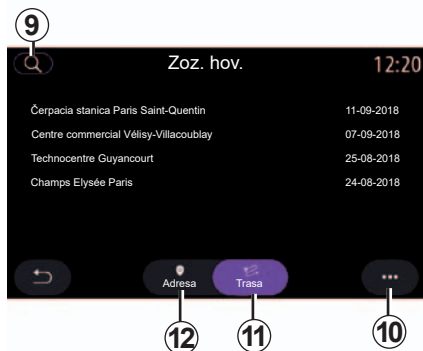 9
Zoz. hov. 12:20
Čerpacia stanica Paris Saint-Quentin 11-09-2018
Centre commercial Vélisy-Villacoublay 07-09-2018
Technocentre Guyancourt 25-08-2018
Champs Elysée Paris 24-08-2018
Adresa Trasa
12 11 10